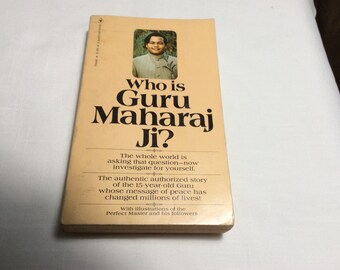 Who is
Guru
Maharaj
Ji?
The whole world is
asking that question—now
investigate for yourself.
The authentic authorized story
of the 15-year-old Guru
whose message of peace has
changed millions of lives!
With illustrations of the
Perfect Master and his followers